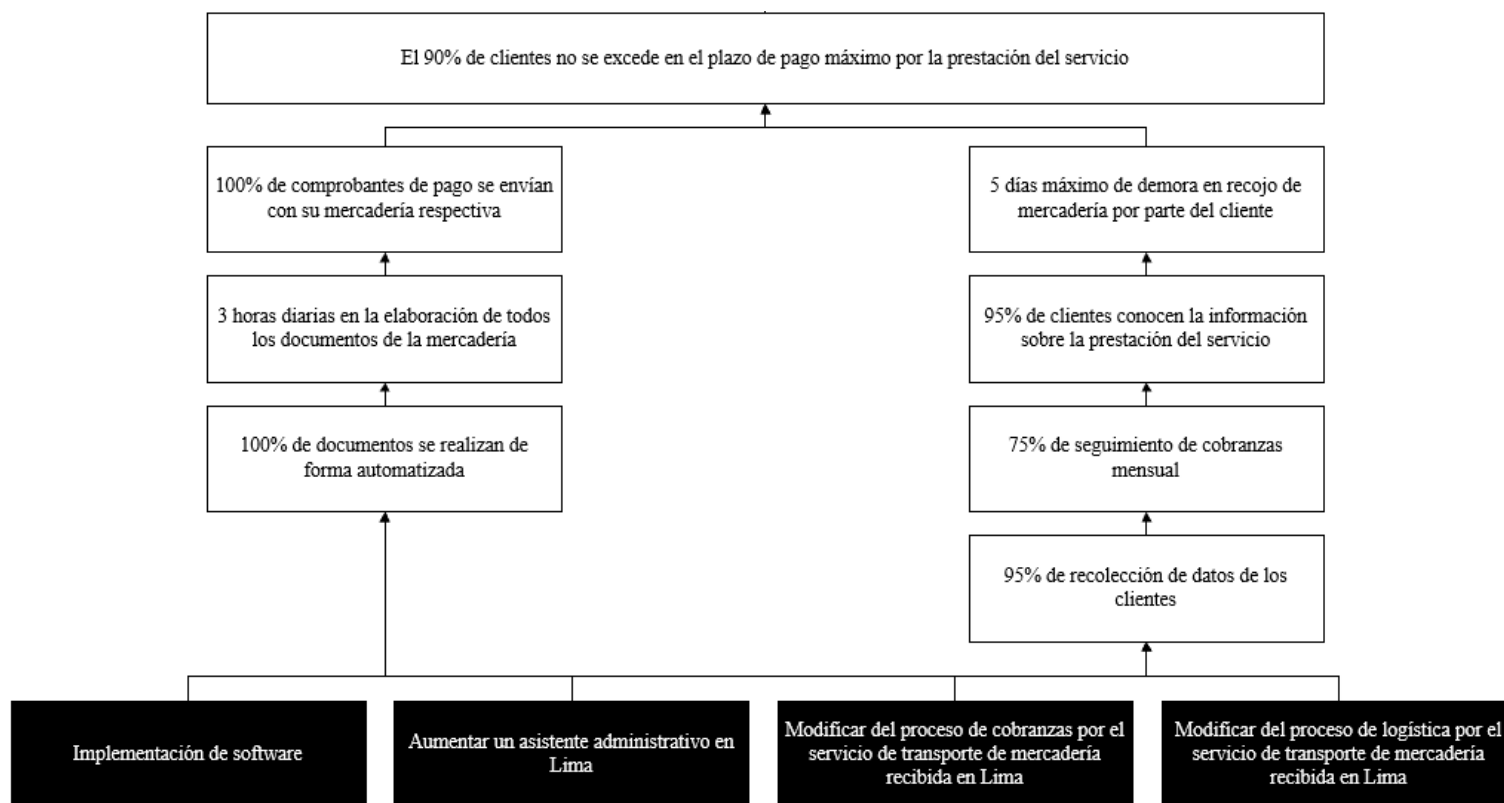 El 90% de clientes no se excede en el plazo de pago máximo por la prestación del servicio
100% de comprobantes de pago se envían
con su mercadería respectiva
5 días máximo de demora en recojo de
mercadería por parte del cliente
3 horas diarias en la elaboración de todos
los documentos de la mercadería
95% de clientes conocen la información
sobre la prestación del servicio
100% de documentos se realizan de
forma automatizada
75% de seguimiento de cobranzas
mensual
95% de recolección de datos de los
clientes
Implementación de software
Aumentar un asistente administrativo en
Lima
Modificar del proceso de cobranzas por el
servicio de transporte de mercadería
recibida en Lima
Modificar del proceso de logística por el
servicio de transporte de mercadería
recibida en Lima